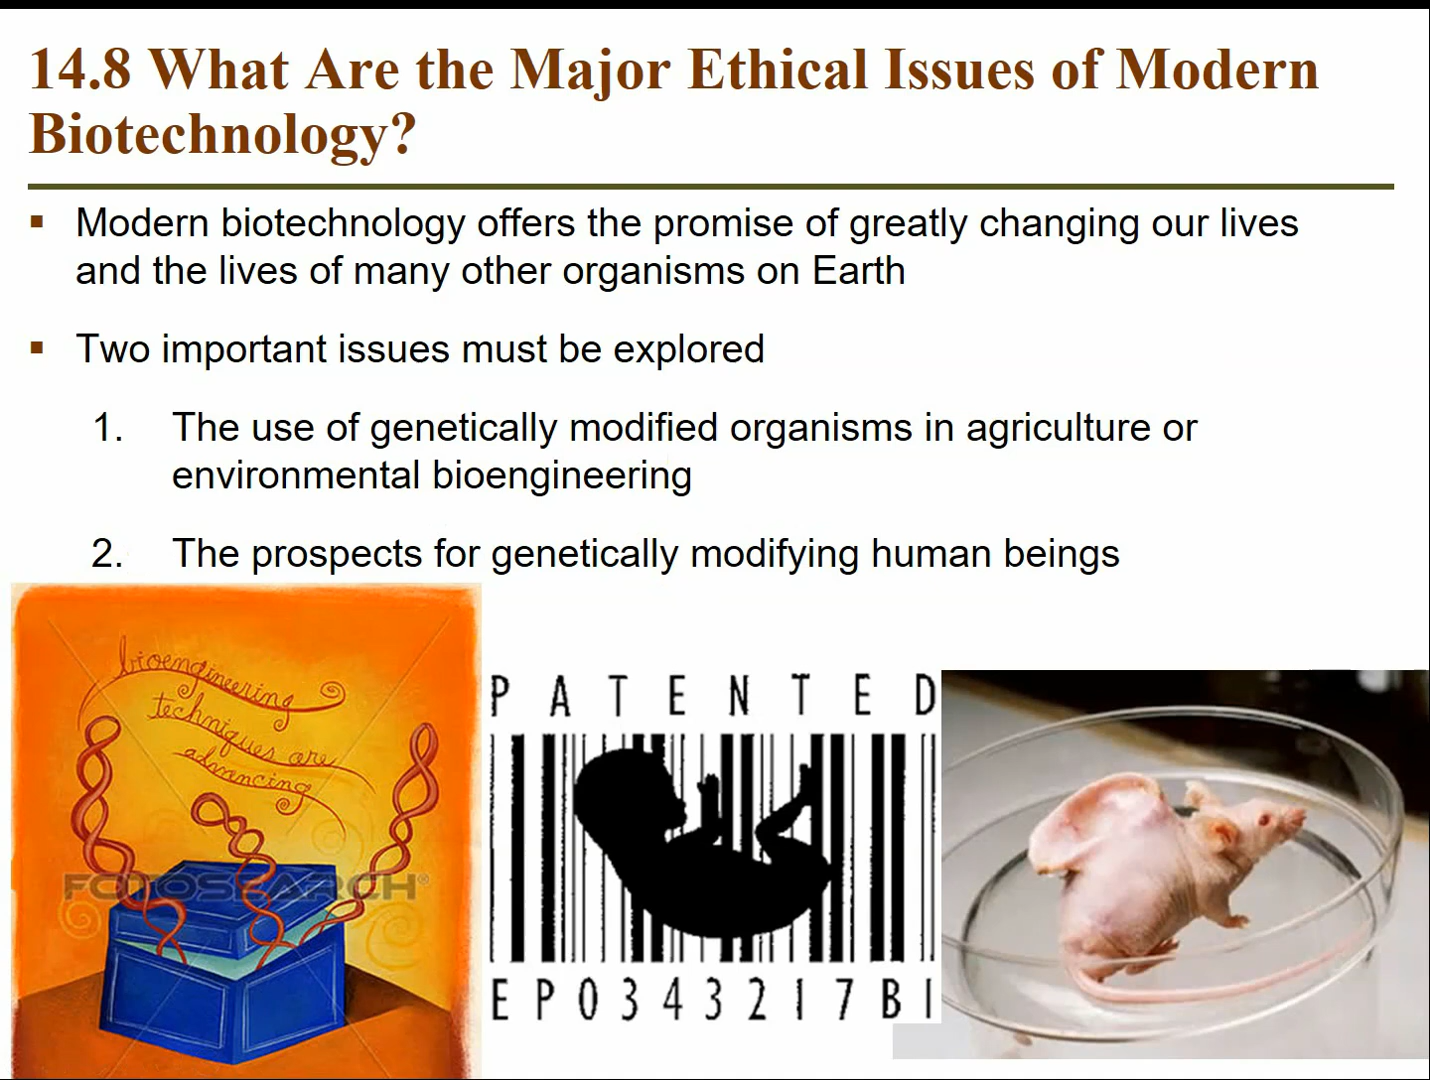 14.8 What Are the Major Ethical Issues of Modern
Biotechnology?
▪ Modern biotechnology offers the promise of greatly changing our lives
and the lives of many other organisms on Earth
▪ Two important issues must be explored
1. The use of genetically modified organisms in agriculture or
environmental bioengineering
2. The prospects for genetically modifying human beings
bioengineering
techniques are
advancing
FOTOSEARCH®
PATENTED
EP0343217B1